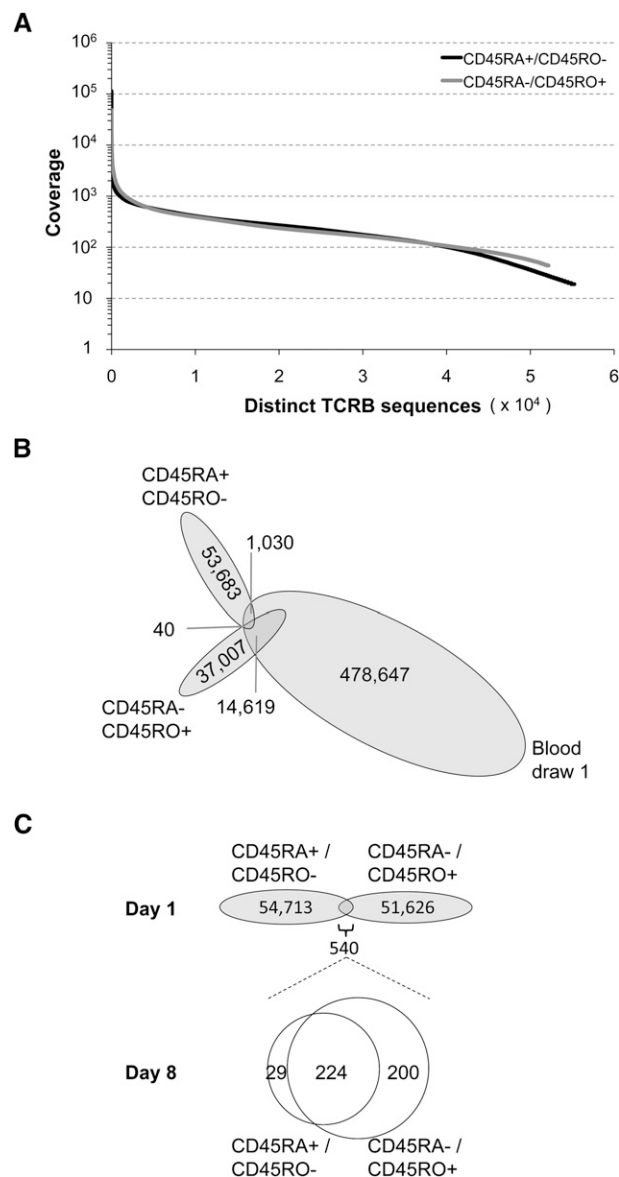 A
10⁶
10⁵
10⁴
10³
10²
10
1
Coverage
CD45RA+/CD45RO-
CD45RA-/CD45RO+
0
1
2
3
4
5
6
Distinct TCRB sequences ( x 10⁴)
B
CD45RA+
CD45RO-
1,030
53,683
40
37,007
478,647
CD45RA-
CD45RO+
14,619
Blood
draw 1
C
CD45RA+ /
CD45RO-
CD45RA- /
CD45RO+
Day 1
54,713
51,626
540
Day 8
29
224
200
CD45RA+ /
CD45RO-
CD45RA- /
CD45RO+